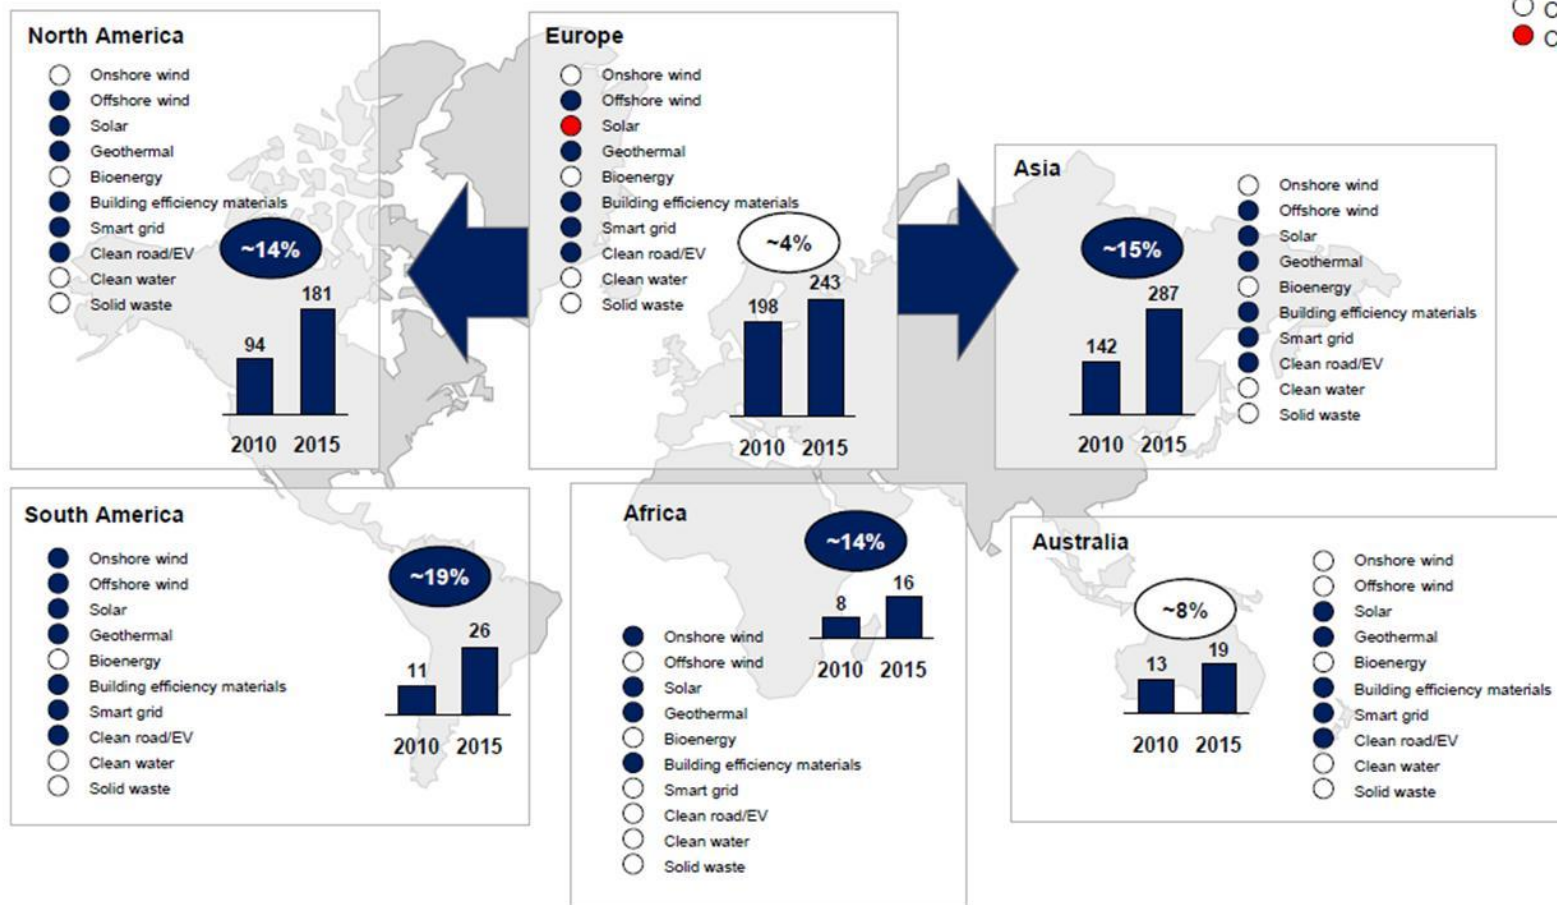 North America
Onshore wind
Offshore wind
Solar
Geothermal
Bioenergy
Building efficiency materials
Smart grid
Clean road/EV
Clean water
Solid waste
~14%
94
181
2010 2015
Europe
Onshore wind
Offshore wind
Solar
Geothermal
Bioenergy
Building efficiency materials
Smart grid
Clean road/EV
Clean water
Solid waste
~4%
198
243
2010 2015
Asia
Onshore wind
Offshore wind
Solar
Geothermal
Bioenergy
Building efficiency materials
Smart grid
Clean road/EV
Clean water
Solid waste
~15%
142
287
2010 2015
South America
Onshore wind
Offshore wind
Solar
Geothermal
Bioenergy
Building efficiency materials
Smart grid
Clean road/EV
Clean water
Solid waste
~19%
11
26
2010 2015
Africa
~14%
8
16
2010 2015
Onshore wind
Offshore wind
Solar
Geothermal
Bioenergy
Building efficiency materials
Smart grid
Clean road/EV
Clean water
Solid waste
Australia
~8%
13
19
2010 2015
Onshore wind
Offshore wind
Solar
Geothermal
Bioenergy
Building efficiency materials
Smart grid
Clean road/EV
Clean water
Solid waste